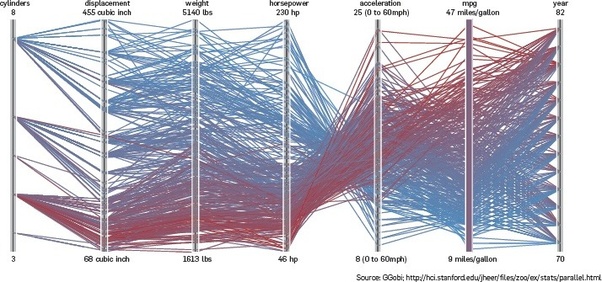 cylinders displacement weight horsepower acceleration mpg year
8 455 cubic inch 5140 lbs 230 hp 25 (0 to 60mph) 47 miles/gallon 82
3 68 cubic inch 1613 lbs 46 hp 8 (0 to 60mph) 9 miles/gallon 70
Source: GGobi; http://hci.stanford.edu/jheer/files/zoo/ex/stats/parallel.html